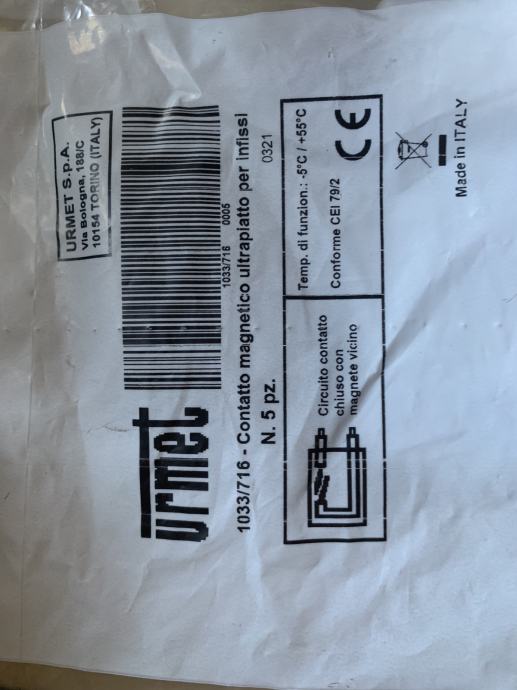 URMET S.p.A.
Via Bologna, 188/C
10154 TORINO (ITALY)
1033/716 0005
urmet
1033/716 - Contatto magnetico ultrapiatto per infissi
N. 5 pz.
0321
Circuito contatto
chiuso con
magnete vicino
Temp. di funzion.: -5°C / +55°C
Conforme CEI 79/2
CE
Made in ITALY